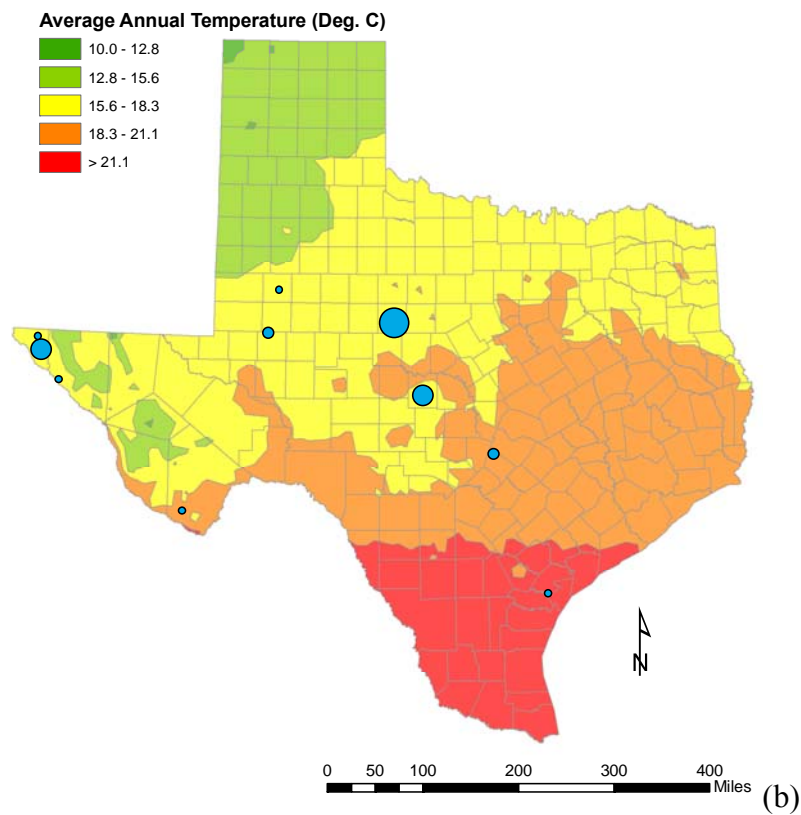 Average Annual Temperature (Deg. C)
10.0 - 12.8
12.8 - 15.6
15.6 - 18.3
18.3 - 21.1
> 21.1
N
0 50 100 200 300 400
Miles
(b)